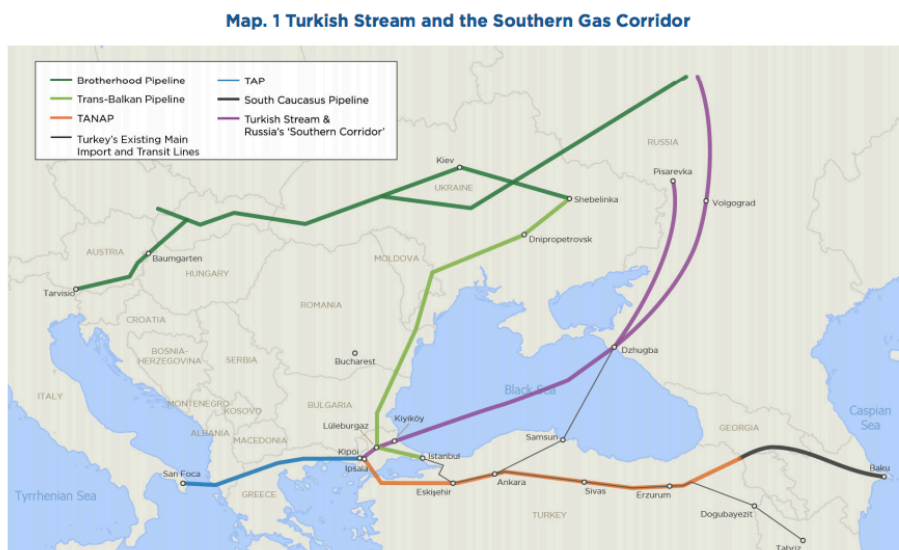 Map. 1 Turkish Stream and the Southern Gas Corridor
Brotherhood Pipeline
Trans-Balkan Pipeline
TANAP
Turkey's Existing Main
Import and Transit Lines
TAP
South Caucasus Pipeline
Turkish Stream &
Russia's 'Southern Corridor'
RUSSIA
Kiev
Pisarevka
UKRAINE
Shebelinka
Volgograd
Dnipropetrovsk
AUSTRIA
Baumgarten
MOLDOVA
HUNGARY
Tarvisio
ROMANIA
CROATIA
Dzhugba
BOSNIA-
HERZEGOVINA
SERBIA
Bucharest
ITALY
Black Sea
Caspian
Sea
MONTENEGRO
KOSOVO
BULGARIA
Kiyiköy
Lüleburgaz
GEORGIA
ALBANIA
MACEDONIA
Samsun
Kipoi
Istanbul
Ipsala
Baku
San Foca
Tyrrhenian Sea
GREECE
Eskişehir
Ankara
Sivas
Erzurum
TURKEY
Dogubayezit
Tabriz